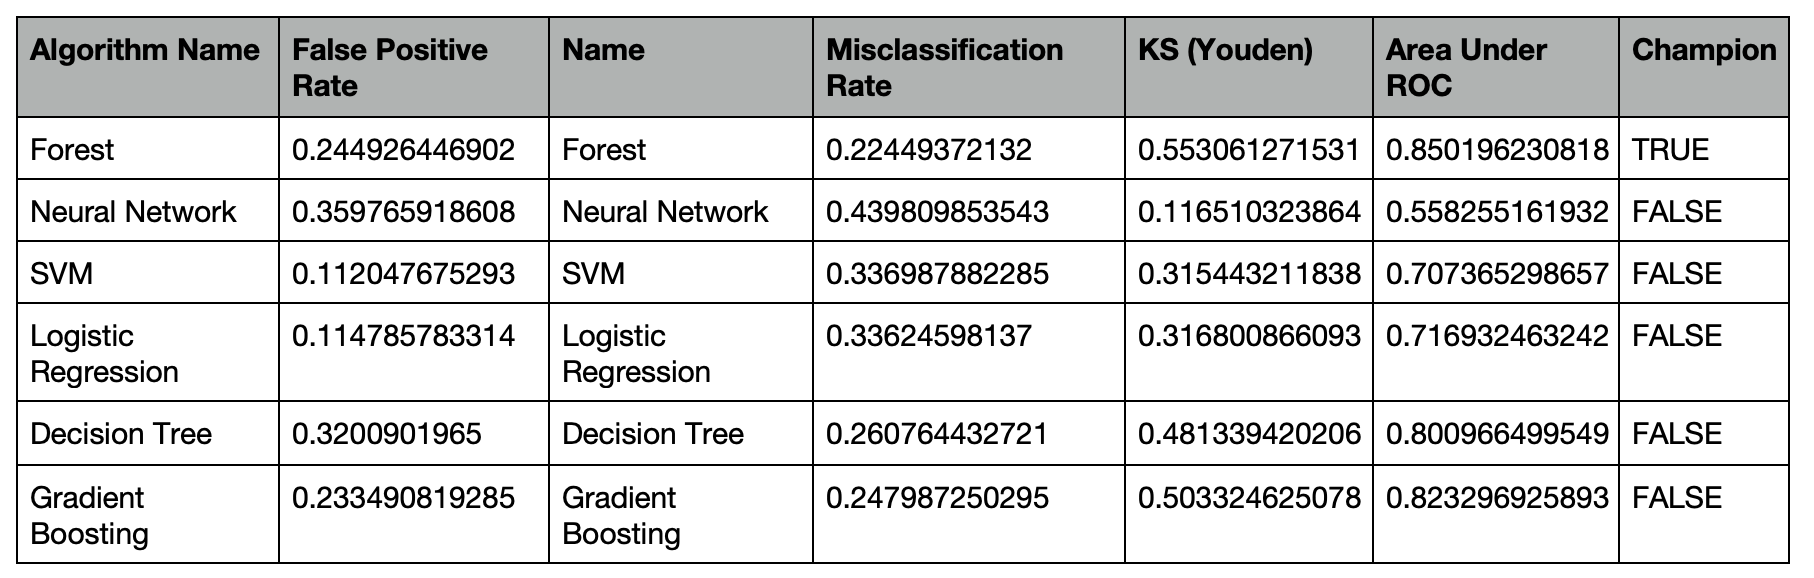 Algorithm Name False Positive Rate Name Misclassification Rate KS (Youden) Area Under ROC Champion
Forest 0.244926446902 Forest 0.22449372132 0.553061271531 0.850196230818 TRUE
Neural Network 0.359765918608 Neural Network 0.439809853543 0.116510323864 0.558255161932 FALSE
SVM 0.112047675293 SVM 0.336987882285 0.315443211838 0.707365298657 FALSE
Logistic Regression 0.114785783314 Logistic Regression 0.33624598137 0.316800866093 0.716932463242 FALSE
Decision Tree 0.3200901965 Decision Tree 0.260764432721 0.481339420206 0.800966499549 FALSE
Gradient Boosting 0.233490819285 Gradient Boosting 0.247987250295 0.503324625078 0.823296925893 FALSE